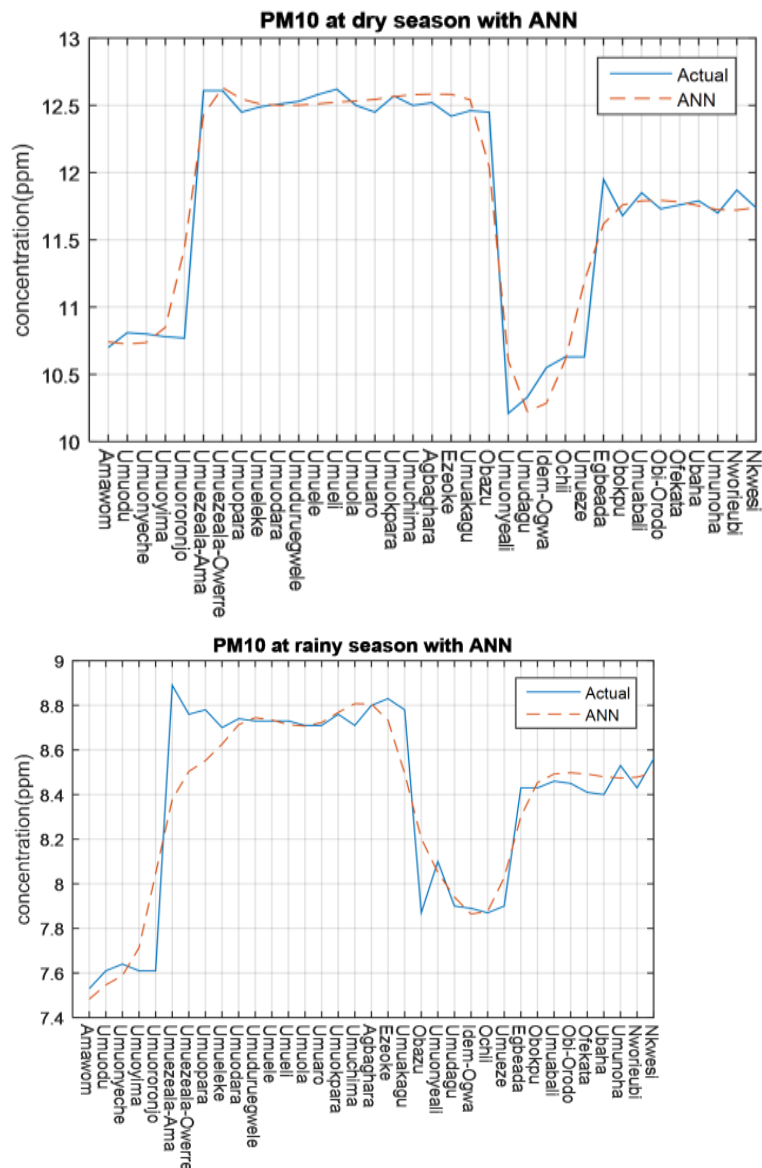 PM10 at dry season with ANN
13
12.5
12
11.5
11
10.5
10
concentration(ppm)
Actual
ANN
Amawom
Umuodu
Umuonyeche
Umuoyima
Umuororonjo
Umuezeala-Ama
Umuezeala-Owerre
Umuopara
Umueleke
Umuodara
Umuduruegwele
Umuele
Umueli
Umuola
Umuaro
Umuokpara
Umuchima
Agbaghara
Ezeoke
Umuakagu
Obazu
Umuonyeali
Umudagu
Idem-Ogwa
Ochii
Umueze
Egbeada
Obokpu
Umuabali
Obi-Orodo
Ofekata
Ubaha
Umunoha
Nworieubi
Nkwesi
PM10 at rainy season with ANN
9
8.8
8.6
8.4
8.2
8
7.8
7.6
7.4
concentration(ppm)
Actual
ANN
Amawom
Umuodu
Umuonyeche
Umuoyima
Umuororonjo
Umuezeala-Ama
Umuezeala-Owerre
Umuopara
Umueleke
Umuodara
Umuduruegwele
Umuele
Umueli
Umuola
Umuaro
Umuokpara
Umuchima
Agbaghara
Ezeoke
Umuakagu
Obazu
Umuonyeali
Umudagu
Idem-Ogwa
Ochii
Umueze
Egbeada
Obokpu
Umuabali
Obi-Orodo
Ofekata
Ubaha
Umunoha
Nworieubi
Nkwesi